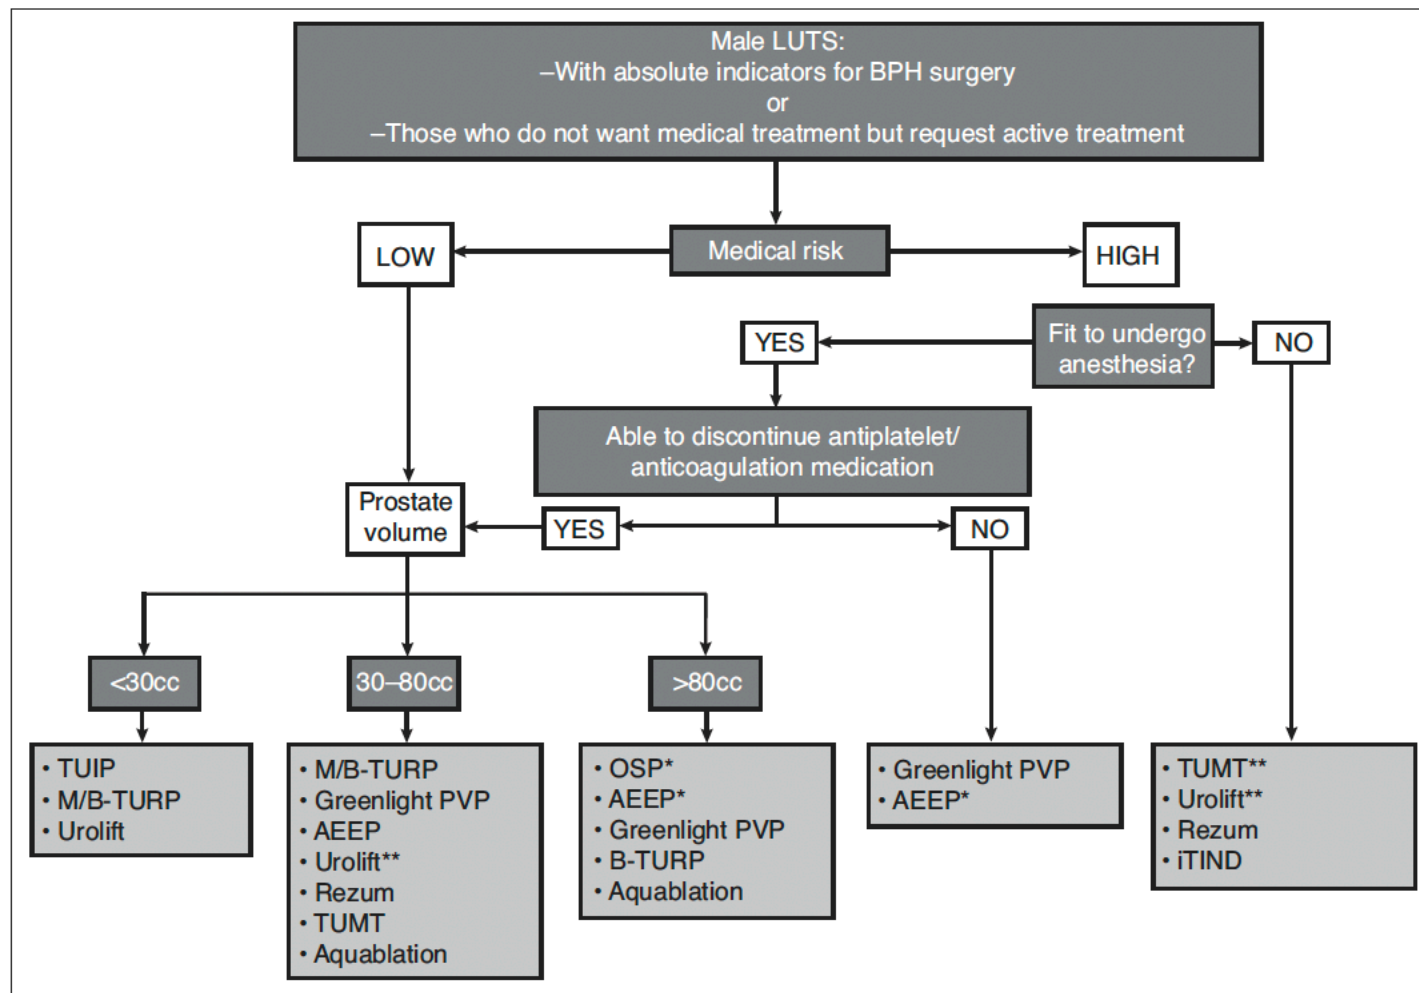 Male LUTS:
–With absolute indicators for BPH surgery
or
–Those who do not want medical treatment but request active treatment
LOW
Medical risk
HIGH
YES
Fit to undergo
anesthesia?
NO
Able to discontinue antiplatelet/
anticoagulation medication
Prostate
volume
YES
NO
<30cc
30–80cc
>80cc
• TUIP
• M/B-TURP
• Urolift
• M/B-TURP
• Greenlight PVP
• AEEP
• Urolift**
• Rezum
• TUMT
• Aquablation
• OSP*
• AEEP*
• Greenlight PVP
• B-TURP
• Aquablation
• Greenlight PVP
• AEEP*
• TUMT**
• Urolift**
• Rezum
• iTIND